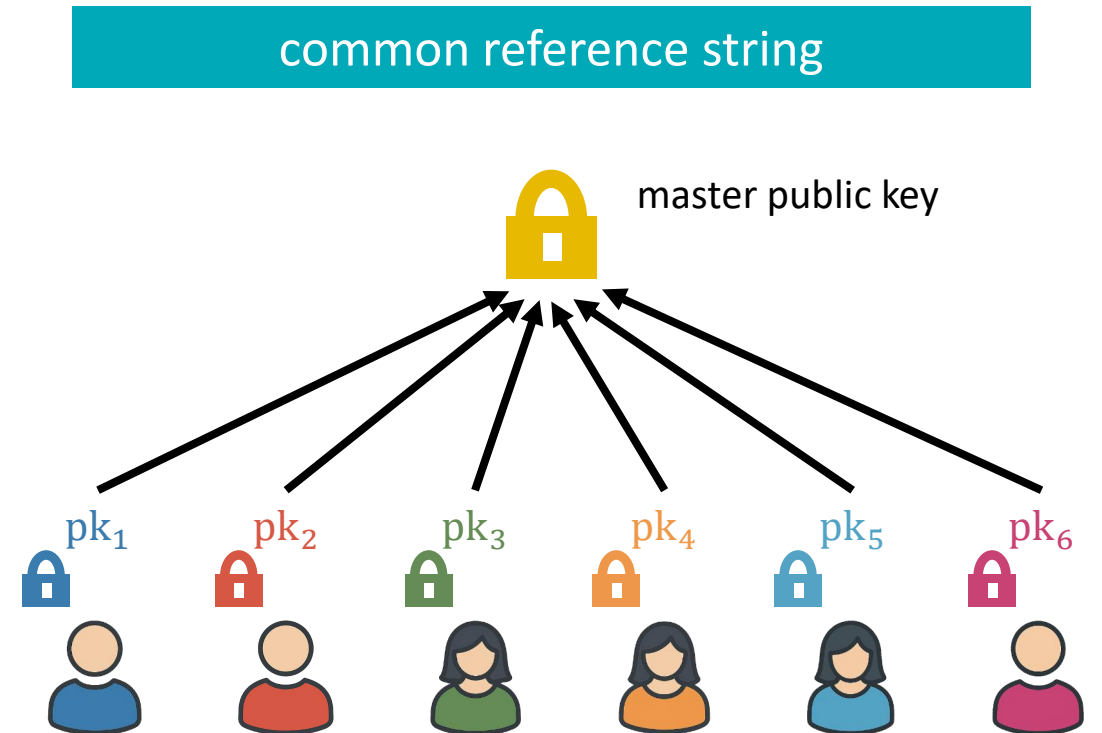 common reference string
master public key
pk₁ pk₂ pk₃ pk₄ pk₅ pk₆